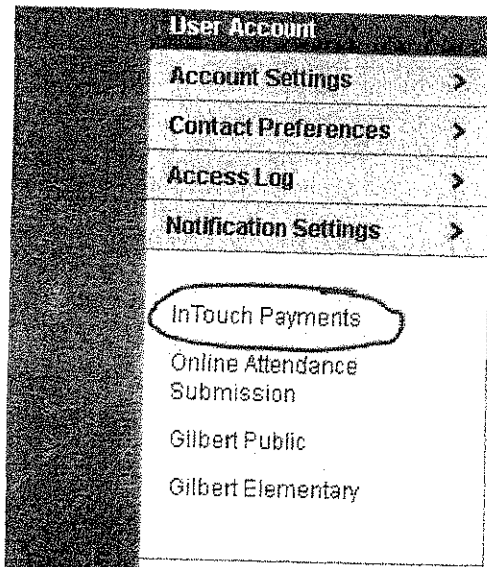 User Account
Account Settings >
Contact Preferences >
Access Log >
Notification Settings >
InTouch Payments
Online Attendance
Submission
Gilbert Public
Gilbert Elementary